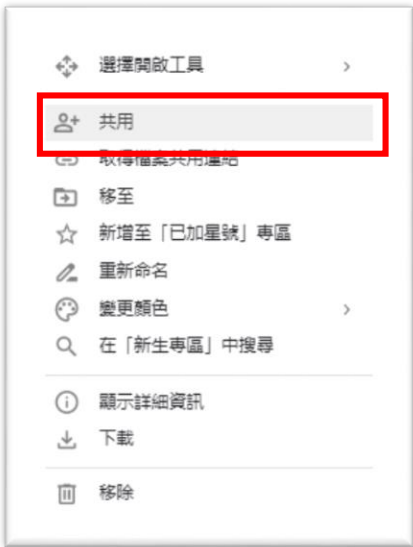 選擇開啟工具
共用
取得檔案共用連結
移至
新增至「已加星號」專區
重新命名
變更顏色
在「新生專區」中搜尋
顯示詳細資訊
下載
移除